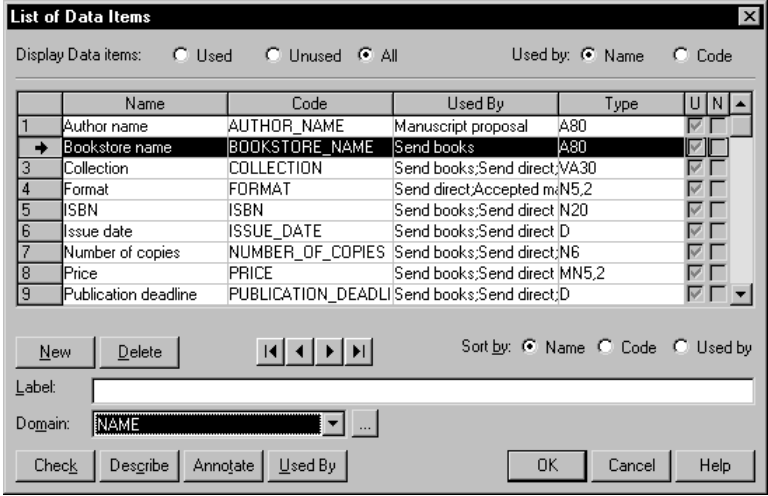 List of Data Items
Display Data items: Used Unused All Used by: Name Code
Name Code Used By Type U N
1 Author name AUTHOR_NAME Manuscript proposal A80
Bookstore name BOOKSTORE_NAME Send books A80
3 Collection COLLECTION Send books;Send direct; VA30
4 Format FORMAT Send direct;Accepted ma N5,2
5 ISBN ISBN Send books;Send direct N20
6 Issue date ISSUE_DATE Send books;Send direct D
7 Number of copies NUMBER_OF_COPIES Send books;Send direct; N6
8 Price PRICE Send books;Send direct MN5,2
9 Publication deadline PUBLICATION_DEADLI Send books;Send direct; D
New Delete Sort by: Name Code Used by
Label:
Domain: NAME ...
Check Describe Annotate Used By OK Cancel Help